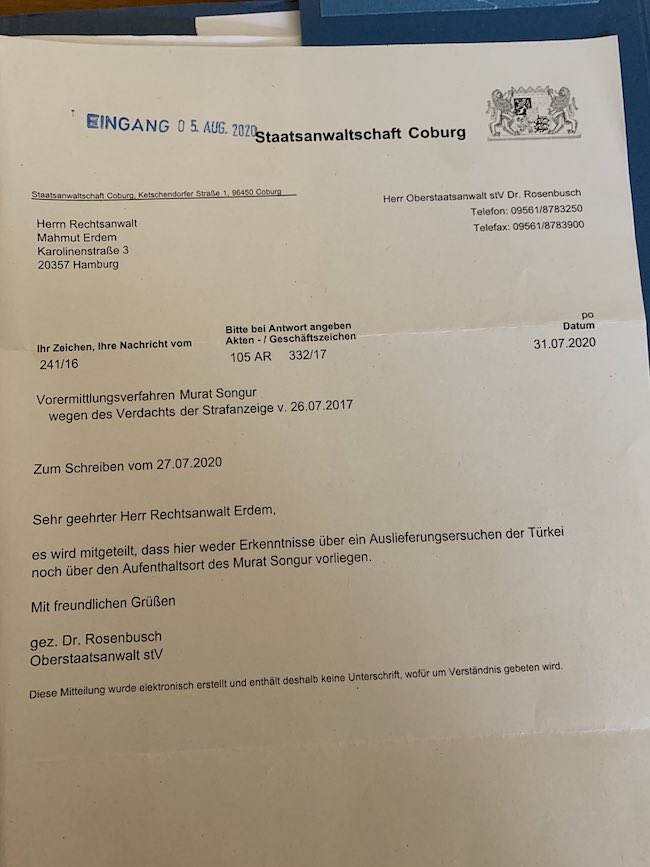 EINGANG 05. AUG. 2020
Staatsanwaltschaft Coburg
Staatsanwaltschaft Coburg, Ketschendorfer Straße 1, 96450 Coburg
Herr Oberstaatsanwalt stV Dr. Rosenbusch
Telefon: 09561/8783250
Telefax: 09561/8783900
Herrn Rechtsanwalt
Mahmut Erdem
Karolinenstraße 3
20357 Hamburg
Ihr Zeichen, Ihre Nachricht vom
241/16
Bitte bei Antwort angeben
Akten - / Geschäftszeichen
105 AR 332/17
po
Datum
31.07.2020
Vorermittlungsverfahren Murat Songur
wegen des Verdachts der Strafanzeige v. 26.07.2017
Zum Schreiben vom 27.07.2020
Sehr geehrter Herr Rechtsanwalt Erdem,
es wird mitgeteilt, dass hier weder Erkenntnisse über ein Auslieferungsersuchen der Türkei
noch über den Aufenthaltsort des Murat Songur vorliegen.
Mit freundlichen Grüßen
gez. Dr. Rosenbusch
Oberstaatsanwalt stV
Diese Mitteilung wurde elektronisch erstellt und enthält deshalb keine Unterschrift, wofür um Verständnis gebeten wird.